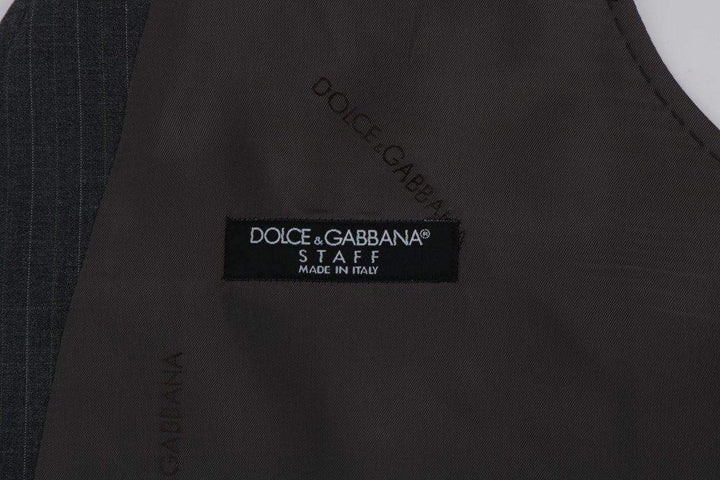 DOLCE&GABBANA
DOLCE&GABBANA®
STAFF
MADE IN ITALY
GABBANA